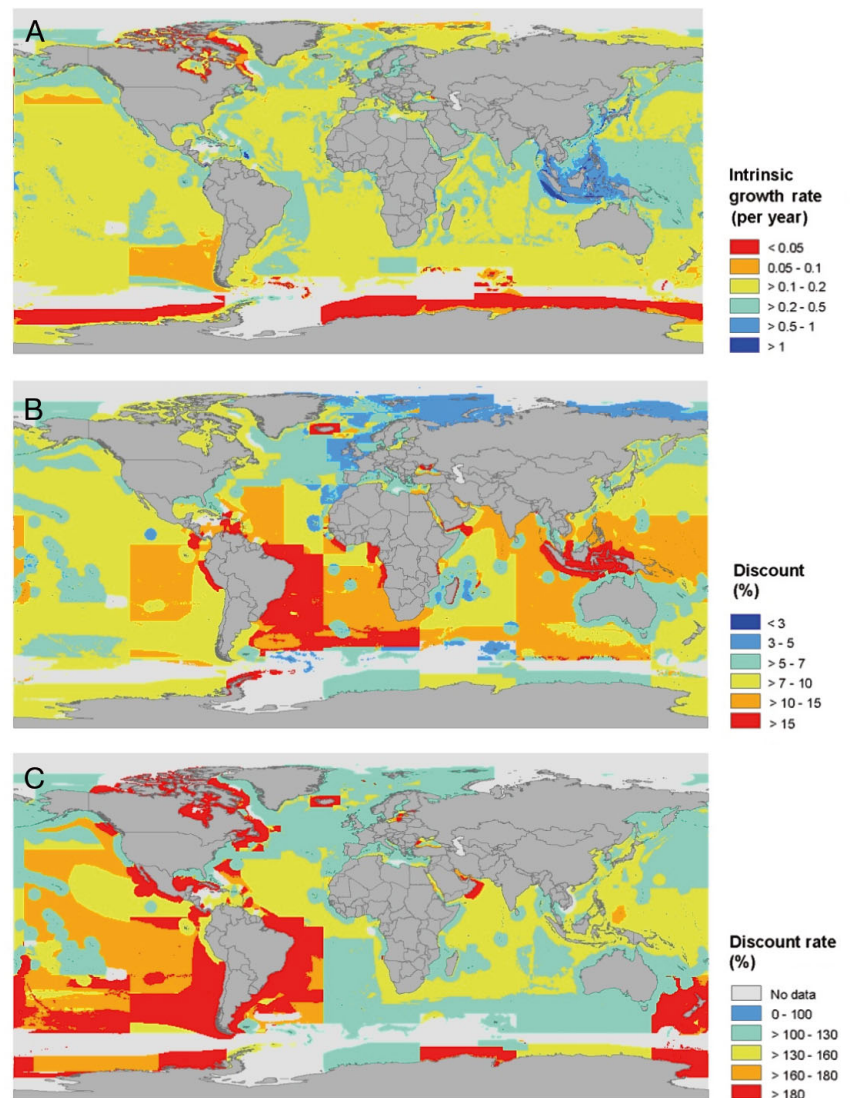 A
Intrinsic
growth rate
(per year)
< 0.05
0.05 - 0.1
> 0.1 - 0.2
> 0.2 - 0.5
> 0.5 - 1
> 1
B
Discount
(%)
< 3
3 - 5
> 5 - 7
> 7 - 10
> 10 - 15
> 15
C
Discount rate
(%)
No data
0 - 100
> 100 - 130
> 130 - 160
> 160 - 180
> 180